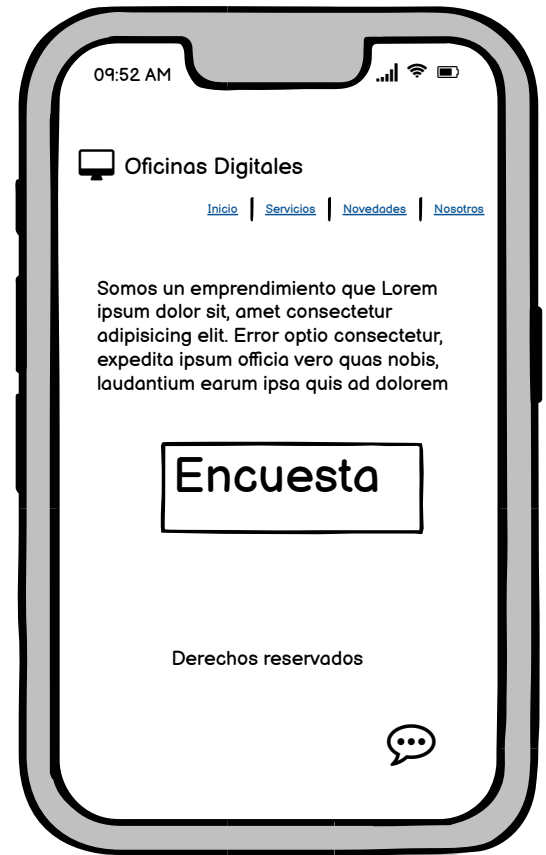 09:52 AM
Oficinas Digitales
Inicio
Servicios
Novedades
Nosotros
Somos un emprendimiento que Lorem
ipsum dolor sit, amet consectetur
adipisicing elit. Error optio consectetur,
expedita ipsum officia vero quas nobis,
laudantium earum ipsa quis ad dolorem
Encuesta
Derechos reservados